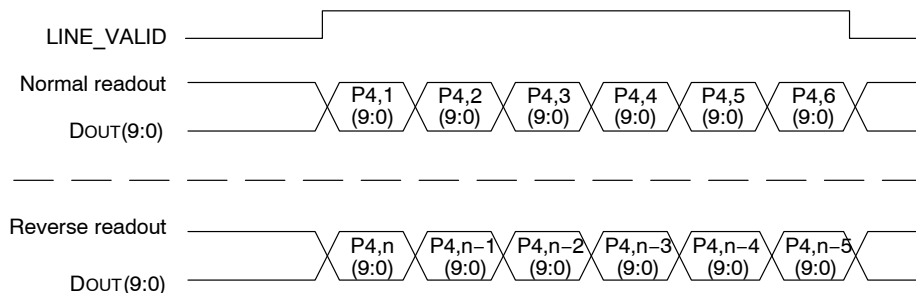 LINE_VALID
Normal readout
P4,1 P4,2 P4,3 P4,4 P4,5 P4,6
(9:0) (9:0) (9:0) (9:0) (9:0) (9:0)
DOUT(9:0)
Reverse readout
P4,n P4,n−1 P4,n−2 P4,n−3 P4,n−4 P4,n−5
(9:0) (9:0) (9:0) (9:0) (9:0) (9:0)
DOUT(9:0)